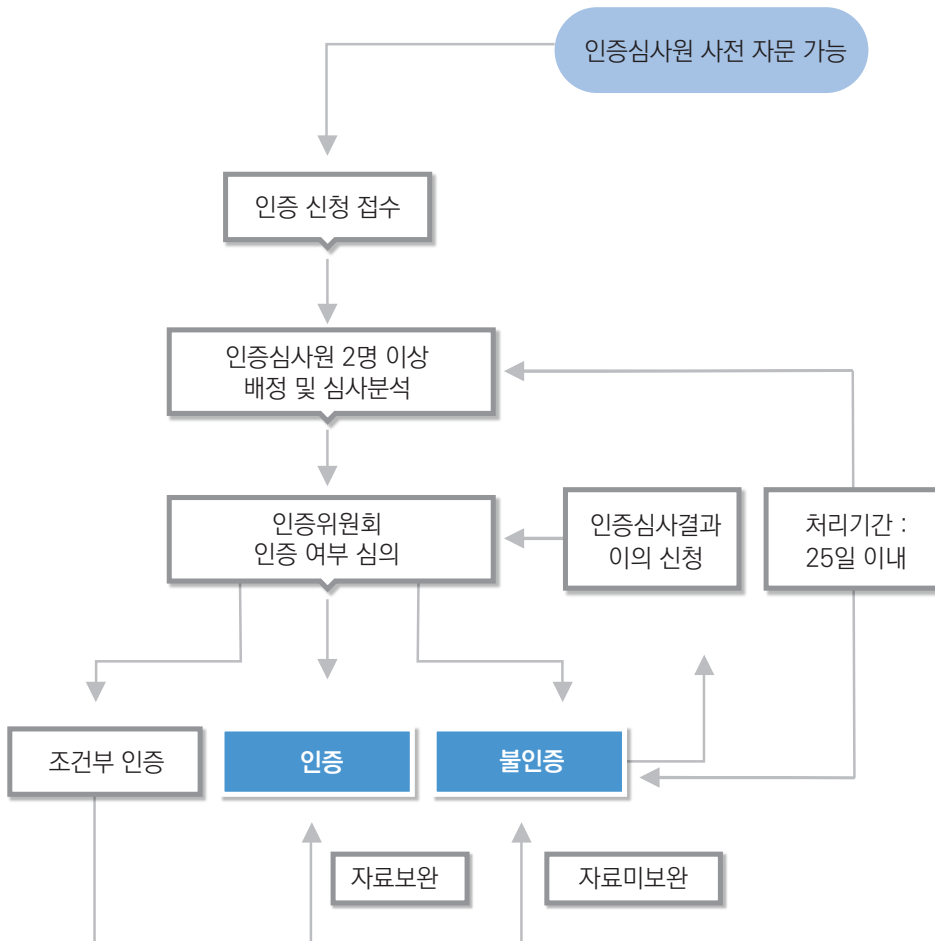 인증심사원 사전 자문 가능
인증 신청 접수
인증심사원 2명 이상
배정 및 심사분석
인증위원회
인증 여부 심의
인증심사결과
이의 신청
처리기간 :
25일 이내
조건부 인증
인증
불인증
자료보완
자료미보완